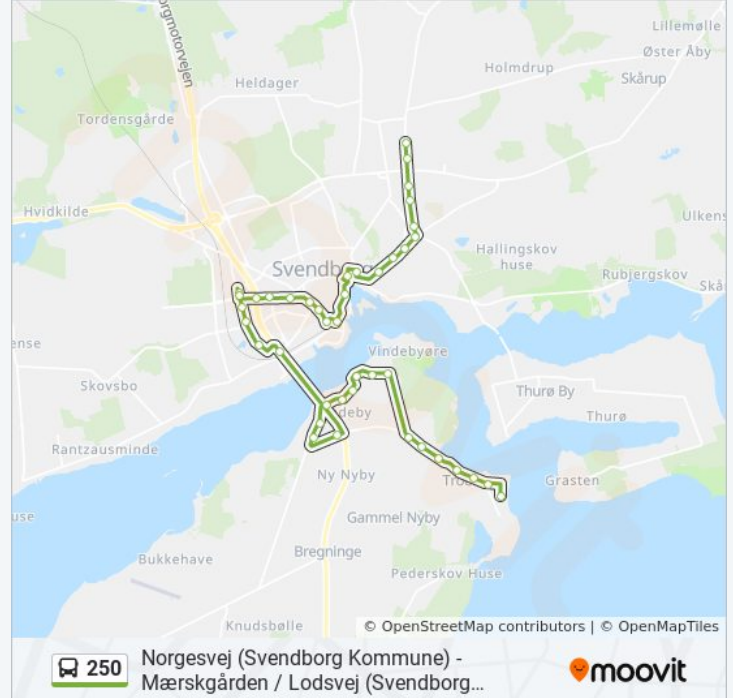 orgmotorvejen
Lillemølle
Øster Åby
Holmdrup
Skårup
Heldager
Tordensgårde
Hvidkilde
Ulkens
Svendb g
Hallingskov
huse
Rubjergskov
Skå
ense
Vindebyøre
Skovsbo
Thurø By
Thurø
deby
Rantzausminde
Ny Nyby
Tro
Grasten
use
Gammel Nyby
Bregninge
Bukkehave
Pederskov Huse
Knudsbølle
© OpenStreetMap contributors | © OpenMapTiles
250
Norgesvej (Svendborg Kommune) -
Mærskgården / Lodsvej (Svendborg…
moovit